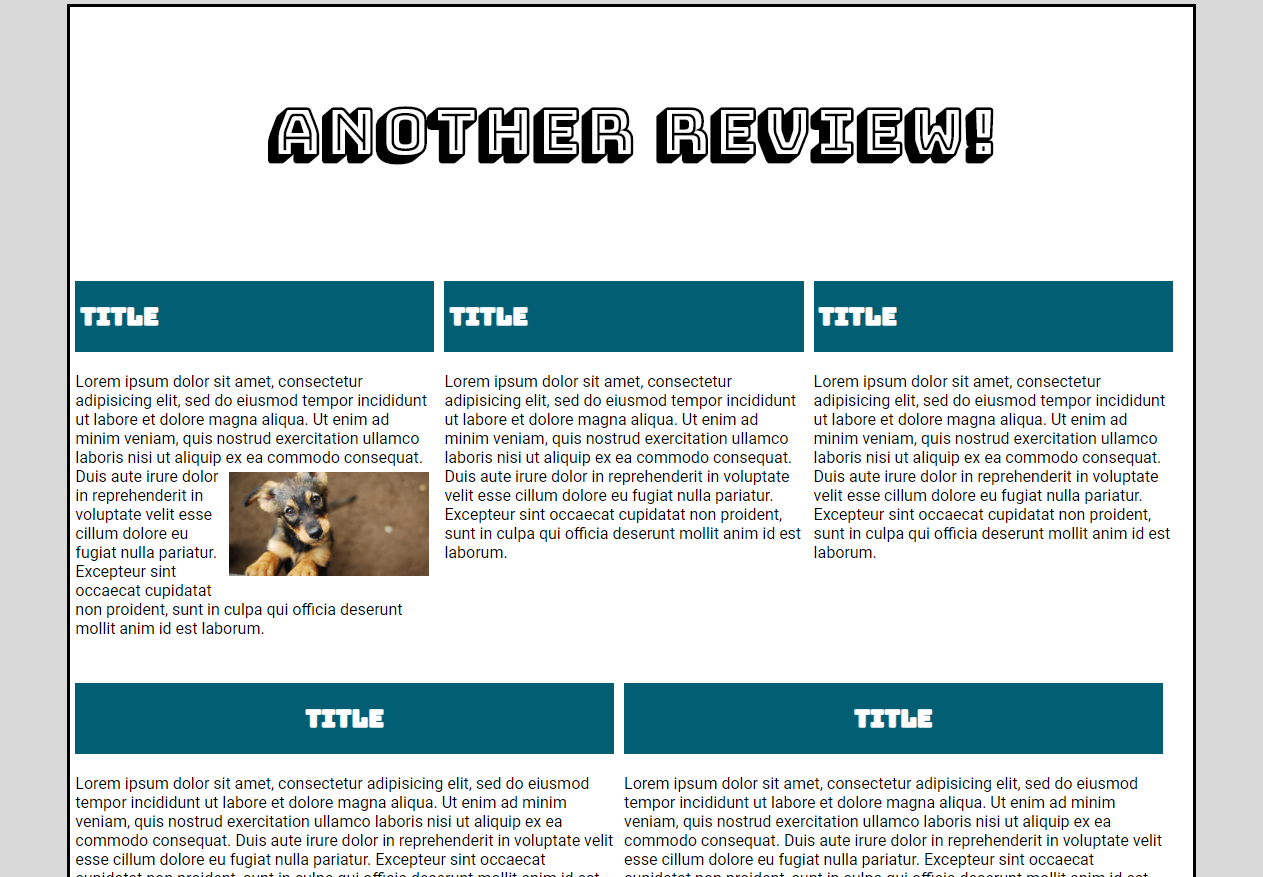 ANOTHER REVIEW!
TITLE
Lorem ipsum dolor sit amet, consectetur
adipisicing elit, sed do eiusmod tempor incididunt
ut labore et dolore magna aliqua. Ut enim ad
minim veniam, quis nostrud exercitation ullamco
laboris nisi ut aliquip ex ea commodo consequat.
Duis aute irure dolor
in reprehenderit in
voluptate velit esse
cillum dolore eu
fugiat nulla pariatur.
Excepteur sint
occaecat cupidatat
non proident, sunt in culpa qui officia deserunt
mollit anim id est laborum.
TITLE
Lorem ipsum dolor sit amet, consectetur
adipisicing elit, sed do eiusmod tempor incididunt
ut labore et dolore magna aliqua. Ut enim ad
minim veniam, quis nostrud exercitation ullamco
laboris nisi ut aliquip ex ea commodo consequat.
Duis aute irure dolor in reprehenderit in voluptate
velit esse cillum dolore eu fugiat nulla pariatur.
Excepteur sint occaecat cupidatat non proident,
sunt in culpa qui officia deserunt mollit anim id est
laborum.
TITLE
Lorem ipsum dolor sit amet, consectetur
adipisicing elit, sed do eiusmod tempor incididunt
ut labore et dolore magna aliqua. Ut enim ad
minim veniam, quis nostrud exercitation ullamco
laboris nisi ut aliquip ex ea commodo consequat.
Duis aute irure dolor in reprehenderit in voluptate
velit esse cillum dolore eu fugiat nulla pariatur.
Excepteur sint occaecat cupidatat non proident,
sunt in culpa qui officia deserunt mollit anim id est
laborum.
TITLE
Lorem ipsum dolor sit amet, consectetur adipisicing elit, sed do eiusmod
tempor incididunt ut labore et dolore magna aliqua. Ut enim ad minim
veniam, quis nostrud exercitation ullamco laboris nisi ut aliquip ex ea
commodo consequat. Duis aute irure dolor in reprehenderit in voluptate velit
esse cillum dolore eu fugiat nulla pariatur. Excepteur sint occaecat
TITLE
Lorem ipsum dolor sit amet, consectetur adipisicing elit, sed do eiusmod
tempor incididunt ut labore et dolore magna aliqua. Ut enim ad minim
veniam, quis nostrud exercitation ullamco laboris nisi ut aliquip ex ea
commodo consequat. Duis aute irure dolor in reprehenderit in voluptate velit
esse cillum dolore eu fugiat nulla pariatur. Excepteur sint occaecat